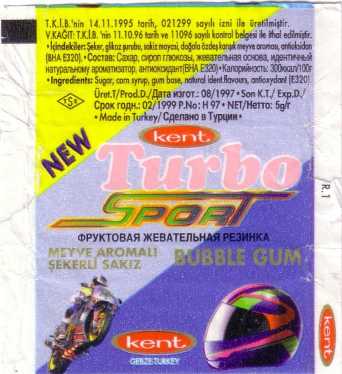 T.K.İ.B.'nin 14.11.1995 tarih, 021299 sayılı izni ile üretilmiştir.
V.KAĞIT: T.K.İ.B. 'nin 11.10.96 tarih ve 11096 sayılı kontrol belgesi ile ithal edilmiştir.
• İçindekiler: Şeker, glikoz şurubu, sakız mayası, doğala özdeş karışık meyve aroması, antioksidan
(BHA E320). • Состав: Сахар, сироп глюкозы, жевательная основа, идентичный
натуральному ароматизатор, антиоксидант (BHA E320) • Калорийность: 300ккал/100г
• Ingredients: Sugar, corn syrup, gum base, natural ident.flavours, antioxydant (E320)
TSE
Üret.T/Prod.D./Дата изгот.: 08/1997 • Son K.T./ Exp.D./
Срок годн.: 02/1999 P.No: H 97 • NET/Нетто: 5g/г
• Made in Turkey/ Сделано в Турции •
NEW
kent
Turbo
SPORT
R.1
ФРУКТОВАЯ ЖЕВАТЕЛЬНАЯ РЕЗИНКА
MEYVE AROMALI
ŞEKERLİ SAKIZ
BUBBLE GUM
kent
GEBZE-TURKEY
kent